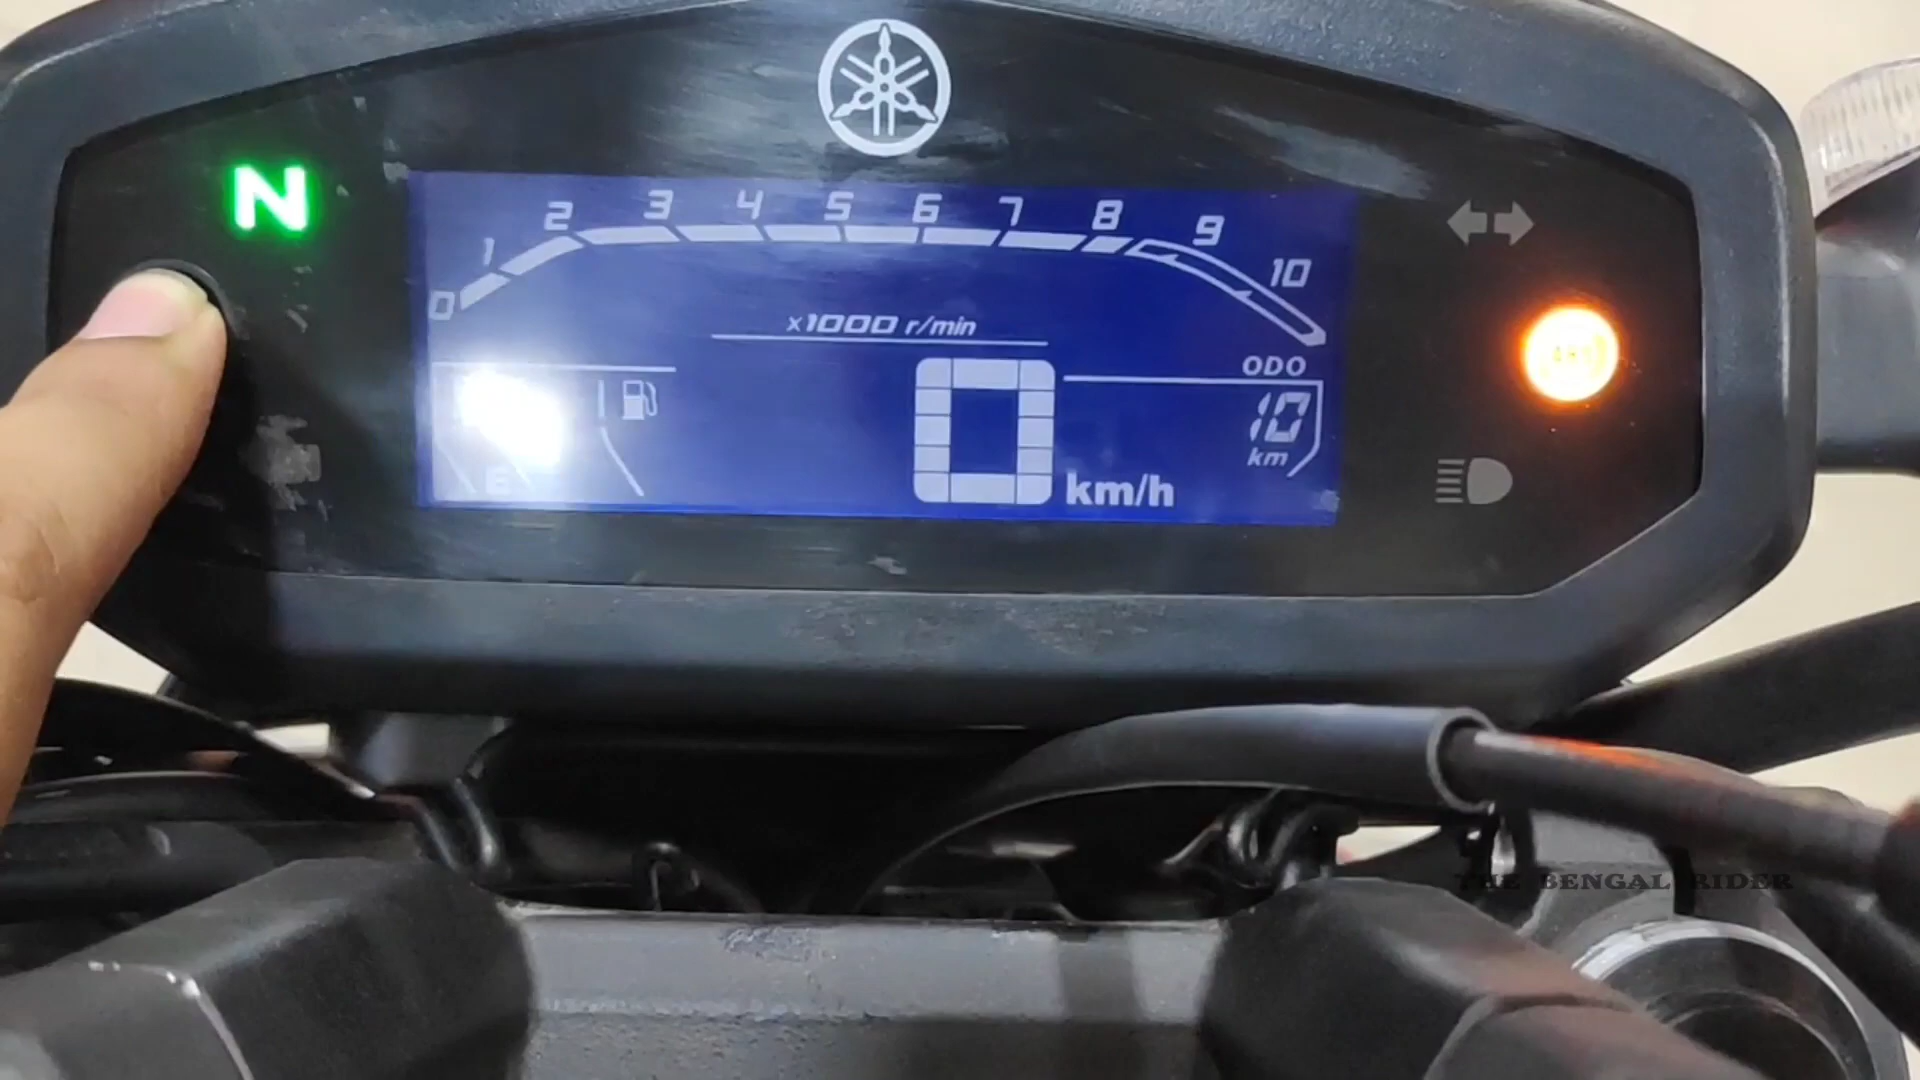 N
0 1 2 3 4 5 6 7 8 9 10
x1000 r/min
ODO
10
km
E
0 km/h
ABS
THE BENGAL RIDER